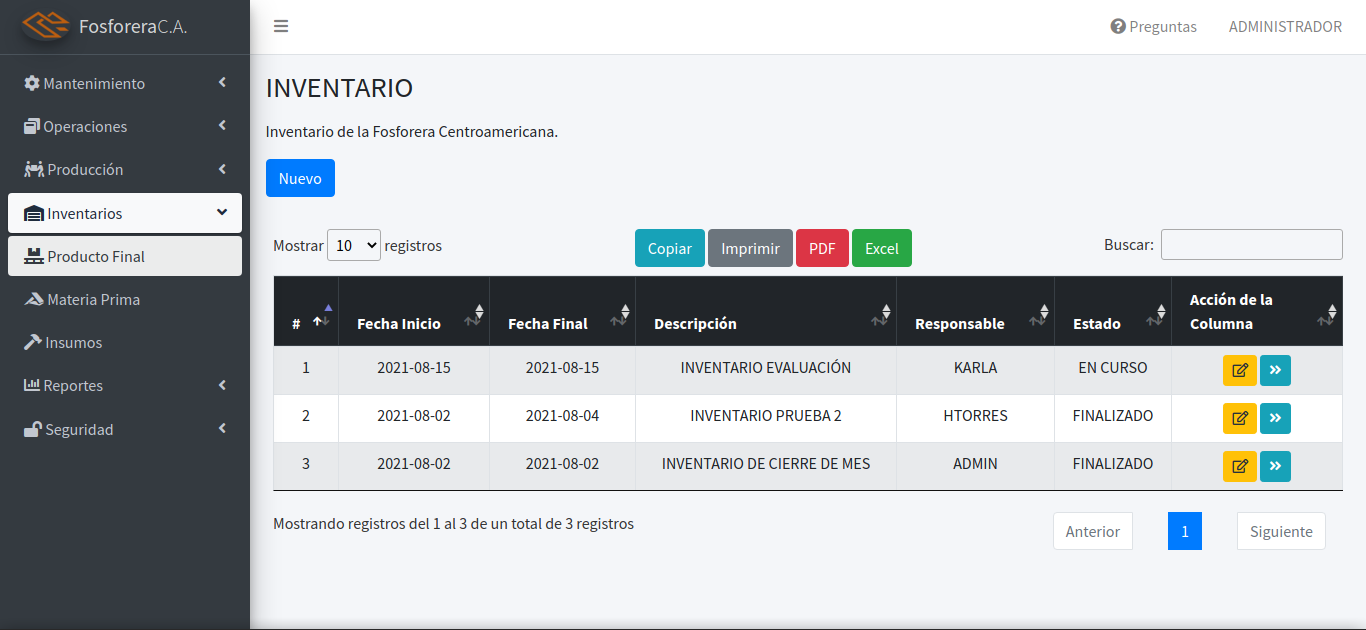 FosforeraC.A.
Preguntas
ADMINISTRADOR
Mantenimiento
Operaciones
Producción
Inventarios
Producto Final
Materia Prima
Insumos
Reportes
Seguridad
INVENTARIO
Inventario de la Fosforera Centroamericana.
Nuevo
Mostrar 10 registros
Copiar Imprimir PDF Excel
Buscar:
# Fecha Inicio Fecha Final Descripción Responsable Estado Acción de la Columna
1 2021-08-15 2021-08-15 INVENTARIO EVALUACIÓN KARLA EN CURSO
2 2021-08-02 2021-08-04 INVENTARIO PRUEBA 2 HTORRES FINALIZADO
3 2021-08-02 2021-08-02 INVENTARIO DE CIERRE DE MES ADMIN FINALIZADO
Mostrando registros del 1 al 3 de un total de 3 registros
Anterior 1 Siguiente